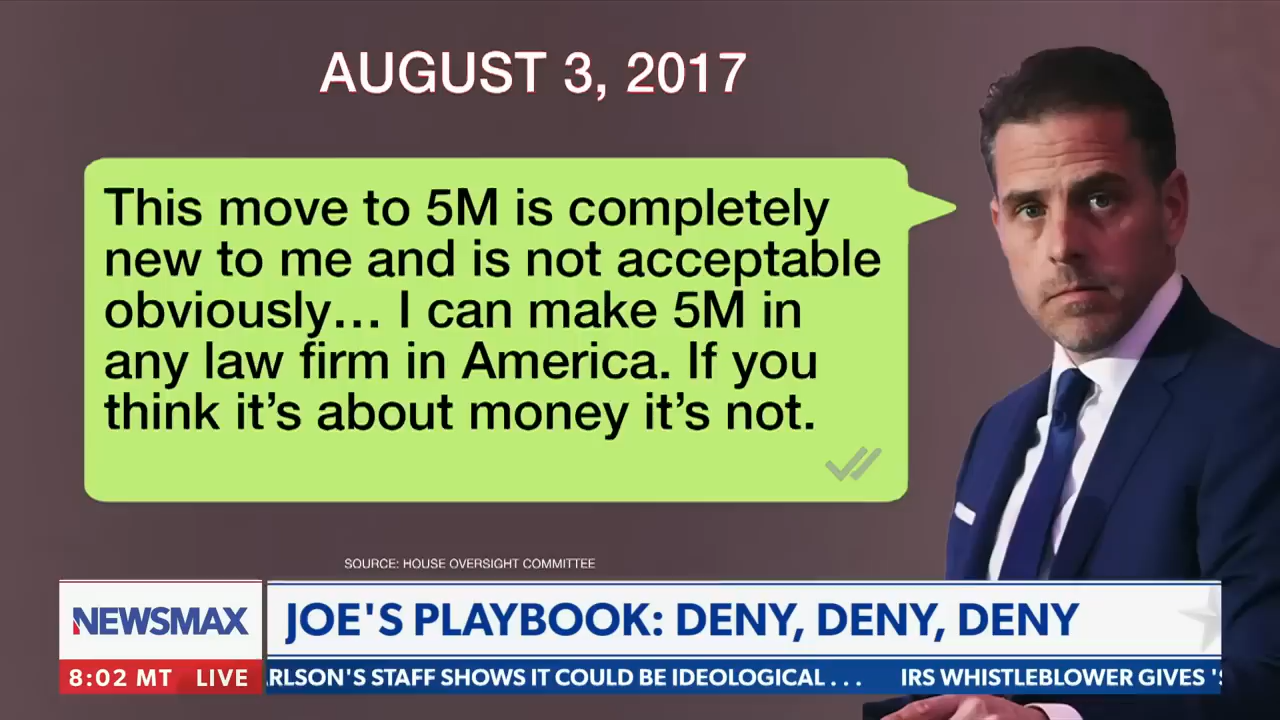 AUGUST 3, 2017
This move to 5M is completely
new to me and is not acceptable
obviously... I can make 5M in
any law firm in America. If you
think it's about money it's not.
SOURCE: HOUSE OVERSIGHT COMMITTEE
NEWSMAX
JOE'S PLAYBOOK: DENY, DENY, DENY
8:02 MT LIVE
RLSON'S STAFF SHOWS IT COULD BE IDEOLOGICAL... IRS WHISTLEBLOWER GIVES '